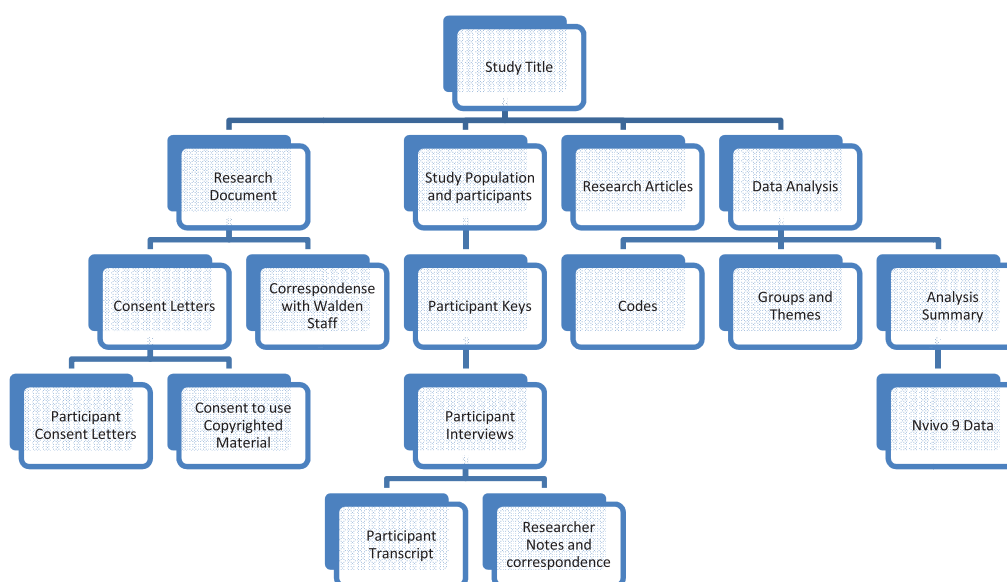 Study Title
Research
Document
Study Population
and participants
Research Articles
Data Analysis
Consent Letters
Correspondense
with Walden
Staff
Participant Keys
Codes
Groups and
Themes
Analysis
Summary
Participant
Consent Letters
Consent to use
Copyrighted
Material
Participant
Interviews
Nvivo 9 Data
Participant
Transcript
Researcher
Notes and
correspondence